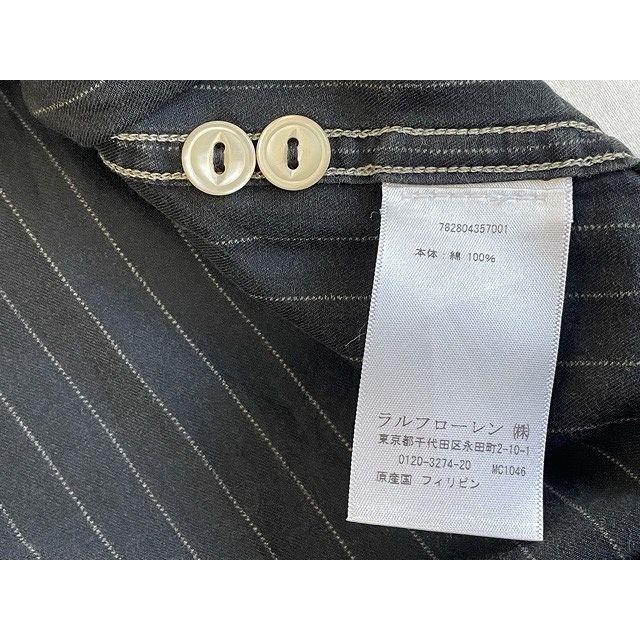 782804357001
本体：綿 100%
ラルフローレン ㈱
東京都千代田区永田町2-10-1
0120-3274-20 MC1046
原産国 フィリピン